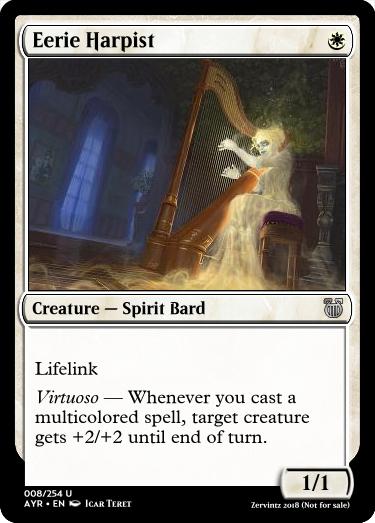 Eerie Harpist
Creature — Spirit Bard
Lifelink
Virtuoso — Whenever you cast a
multicolored spell, target creature
gets +2/+2 until end of turn.
1/1
008/254 U
AYR • EN Icar Teret
Zervintz 2018 (Not for sale)